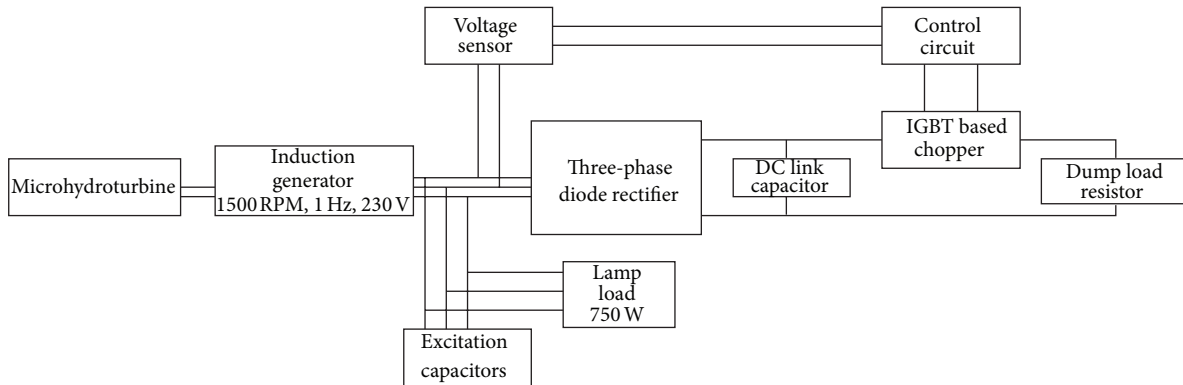 Voltage
sensor
Control
circuit
IGBT based
chopper
Microhydroturbine
Induction
generator
1500 RPM, 1 Hz, 230 V
Three-phase
diode rectifier
DC link
capacitor
Dump load
resistor
Lamp
load
750 W
Excitation
capacitors